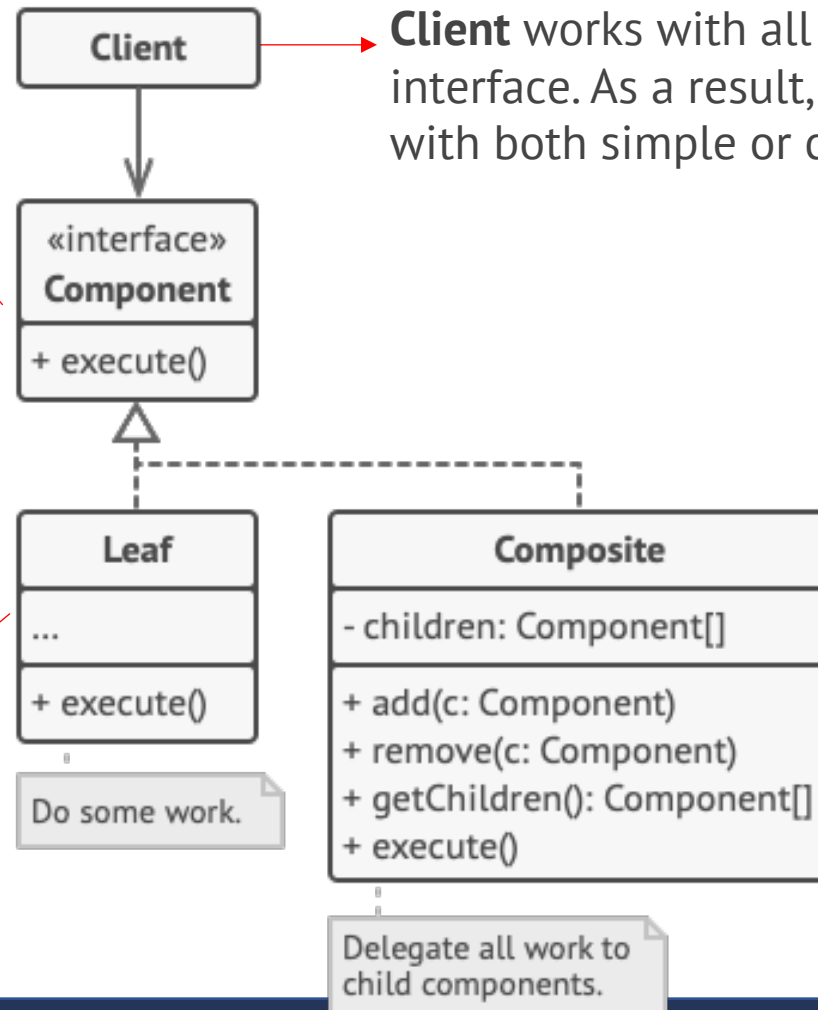 Client
Client works with all
interface. As a result,
with both simple or
«interface»
Component
+ execute()
Leaf
...
+ execute()
Do some work.
Composite
- children: Component[]
+ add(c: Component)
+ remove(c: Component)
+ getChildren(): Component[]
+ execute()
Delegate all work to
child components.